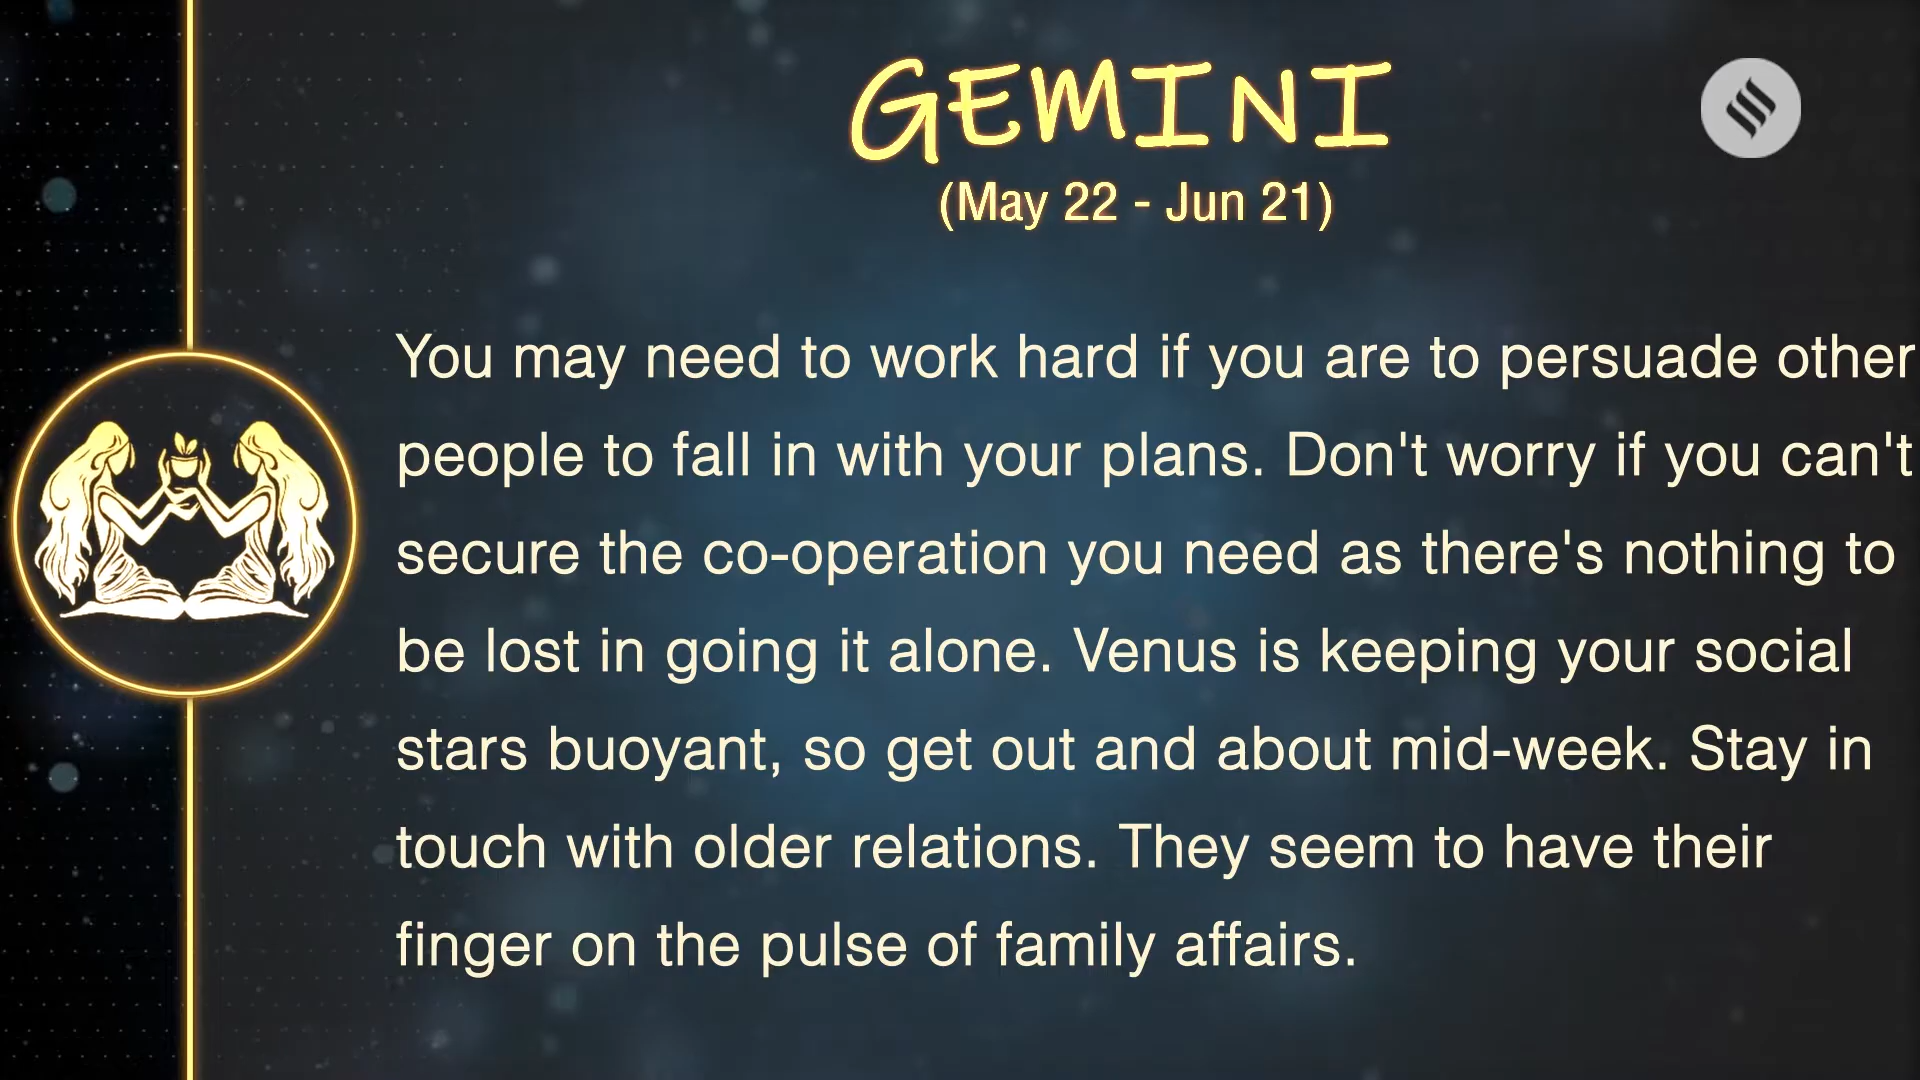 GEMINI
(May 22 - Jun 21)
You may need to work hard if you are to persuade other
people to fall in with your plans. Don't worry if you can't
secure the co-operation you need as there's nothing to
be lost in going it alone. Venus is keeping your social
stars buoyant, so get out and about mid-week. Stay in
touch with older relations. They seem to have their
finger on the pulse of family affairs.